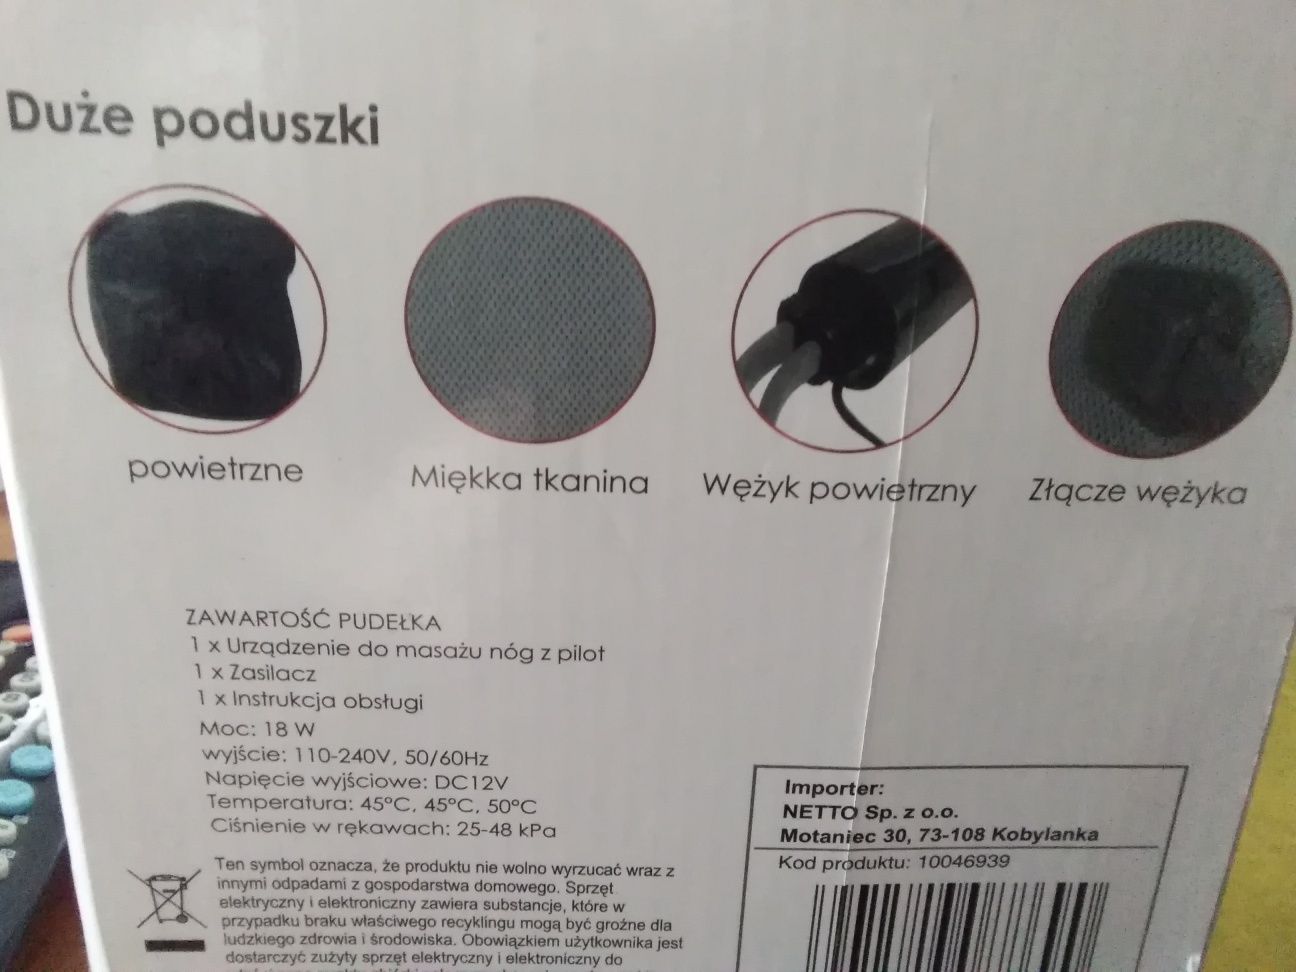 Duże poduszki
powietrzne
Miękka tkanina
Wężyk powietrzny
Złącze wężyka
ZAWARTOŚĆ PUDEŁKA
1 x Urządzenie do masażu nóg z pilot
1 x Zasilacz
1 x Instrukcja obsługi
Moc: 18 W
wyjście: 110-240V, 50/60Hz
Napięcie wyjściowe: DC12V
Temperatura: 45°C, 45°C, 50°C
Ciśnienie w rękawach: 25-48 kPa
Ten symbol oznacza, że produktu nie wolno wyrzucać wraz z
innymi odpadami z gospodarstwa domowego. Sprzęt
elektryczny i elektroniczny zawiera substancje, które w
przypadku braku właściwego recyklingu mogą być groźne dla
ludzkiego zdrowia i środowiska. Obowiązkiem użytkownika jest
dostarczyć zużyty sprzęt elektryczny i elektroniczny do
Importer:
NETTO Sp. z o.o.
Motaniec 30, 73-108 Kobylanka
Kod produktu: 10046939